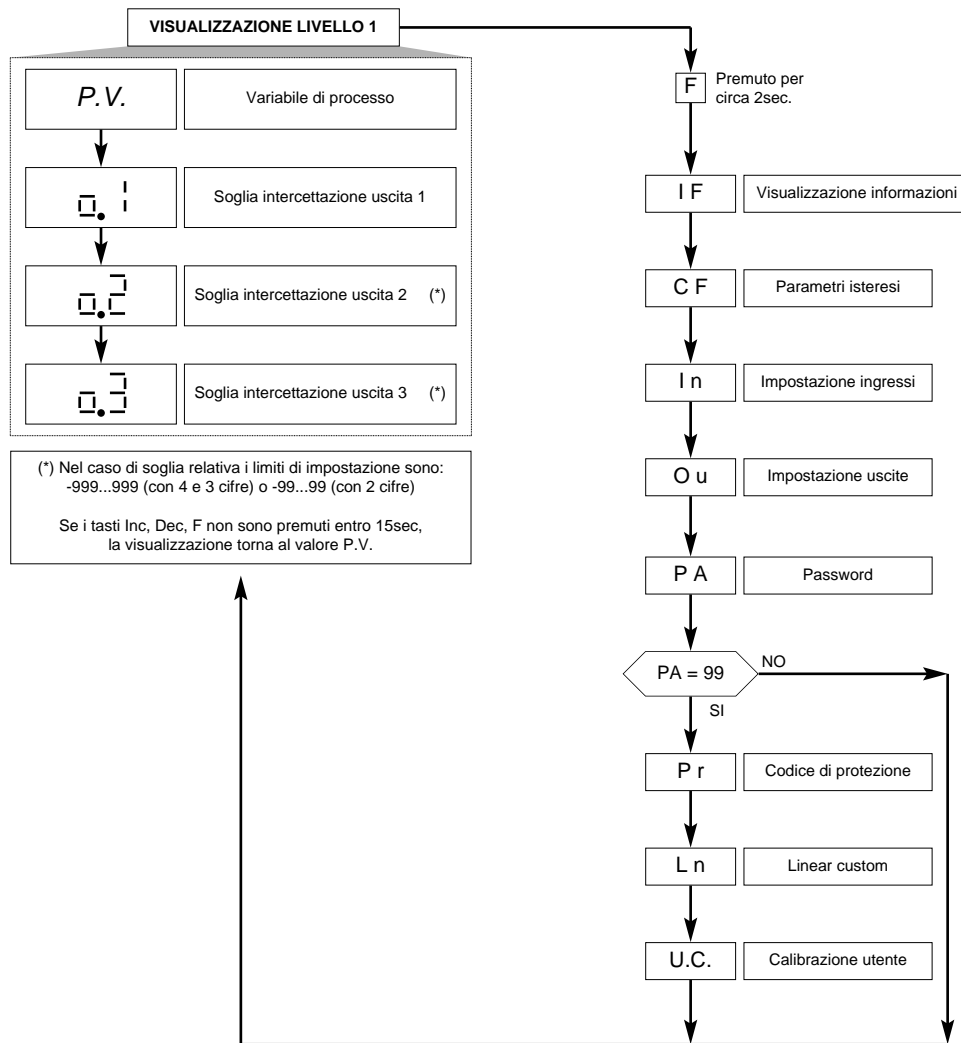 VISUALIZZAZIONE LIVELLO 1
P.V.
Variabile di processo
o.1
Soglia intercettazione uscita 1
o.2
Soglia intercettazione uscita 2 (*)
o.3
Soglia intercettazione uscita 3 (*)
(*) Nel caso di soglia relativa i limiti di impostazione sono:
-999...999 (con 4 e 3 cifre) o -99...99 (con 2 cifre)
Se i tasti Inc, Dec, F non sono premuti entro 15sec,
la visualizzazione torna al valore P.V.
F
Premuto per
circa 2sec.
I F
Visualizzazione informazioni
C F
Parametri isteresi
I n
Impostazione ingressi
O u
Impostazione uscite
P A
Password
PA = 99
NO
SI
P r
Codice di protezione
L n
Linear custom
U.C.
Calibrazione utente